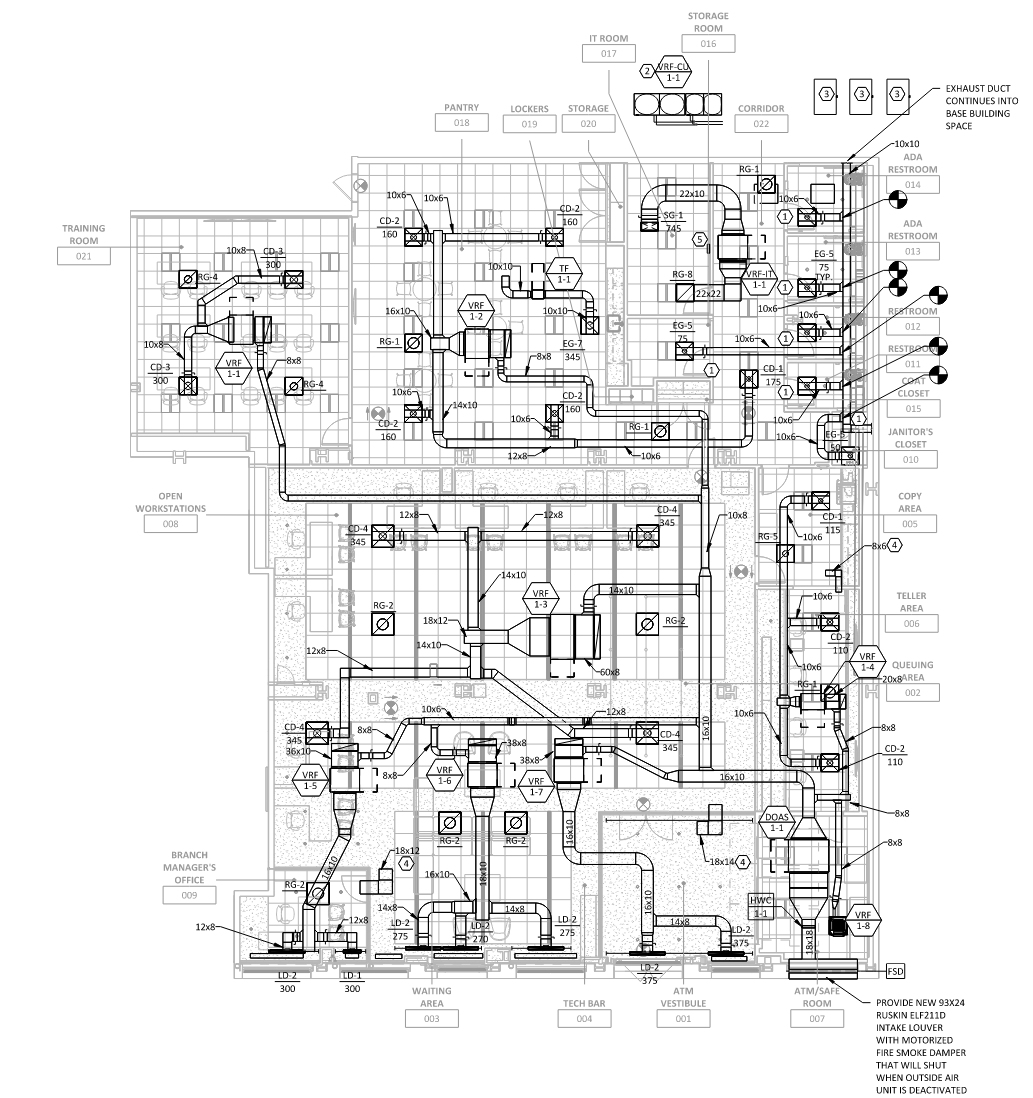 STORAGE
ROOM
016
IT ROOM
017
2
VRF-CU
1-1
3
3
3
EXHAUST DUCT
CONTINUES INTO
BASE BUILDING
SPACE
PANTRY
018
LOCKERS
019
STORAGE
020
CORRIDOR
022
10x10
ADA
RESTROOM
014
RG-1
22x10
10x6
10x6
10x6
CD-2
160
CD-2
160
SG-1
745
1
ADA
RESTROOM
013
TRAINING
ROOM
021
10x8
CD-3
300
RG-4
5
EG-5
75
TYP.
10x10
TF
1-1
RG-8
22x22
VRF-IT
1-1
1
10x6
RESTROOM
012
16x10
VRF
1-2
10x10
10x6
EG-7
345
EG-5
75
10x6
1
RESTROOM
011
RG-1
10x8
CD-3
300
VRF
1-1
8x8
8x8
1
CD-1
175
COAT
CLOSET
015
RG-4
10x6
CD-2
160
14x10
CD-2
160
10x6
1
10x6
1
RG-1
EG-5
50
10x6
JANITOR'S
CLOSET
010
12x8
10x6
OPEN
WORKSTATIONS
008
CD-4
345
12x8
12x8
CD-4
345
10x8
CD-1
115
COPY
AREA
005
RG-5
10x6
8x6
4
14x10
VRF
1-3
14x10
10x6
TELLER
AREA
006
RG-2
18x12
RG-2
CD-2
110
14x10
12x8
60x8
10x6
VRF
1-4
RG-1
20x8
QUEUING
AREA
002
10x6
12x8
10x6
CD-4
345
8x8
CD-4
345
16x10
8x8
36x10
38x8
38x8
CD-2
110
VRF
1-5
8x8
VRF
1-6
VRF
1-7
16x10
8x8
DOAS
1-1
RG-2
RG-2
16x10
18x14
4
8x8
BRANCH
MANAGER'S
OFFICE
009
18x12
4
16x10
RG-2
16x10
18x10
16x10
HWC
1-1
VRF
1-8
14x8
14x8
14x8
12x8
12x8
LD-2
275
LD-2
270
LD-2
275
LD-2
375
18x18
LD-2
300
LD-1
300
LD-2
375
FSD
WAITING
AREA
003
TECH BAR
004
ATM
VESTIBULE
001
ATM/SAFE
ROOM
007
PROVIDE NEW 93X24
RUSKIN ELF211D
INTAKE LOUVER
WITH MOTORIZED
FIRE SMOKE DAMPER
THAT WILL SHUT
WHEN OUTSIDE AIR
UNIT IS DEACTIVATED